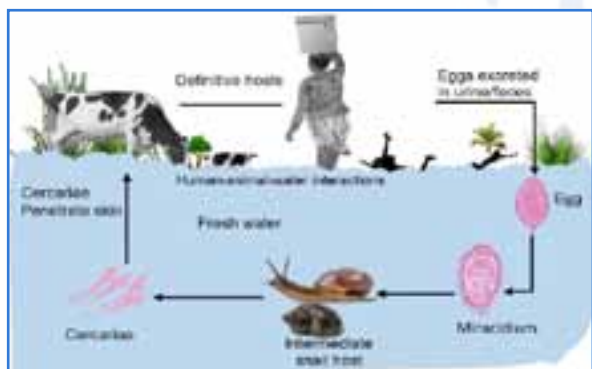 Definitive hosts
Eggs excreted
in urine/feces
Human-animal-water interactions
Cercariae
Penetrate skin
Fresh water
Egg
Cercariae
Intermediate
snail host
Miracidium